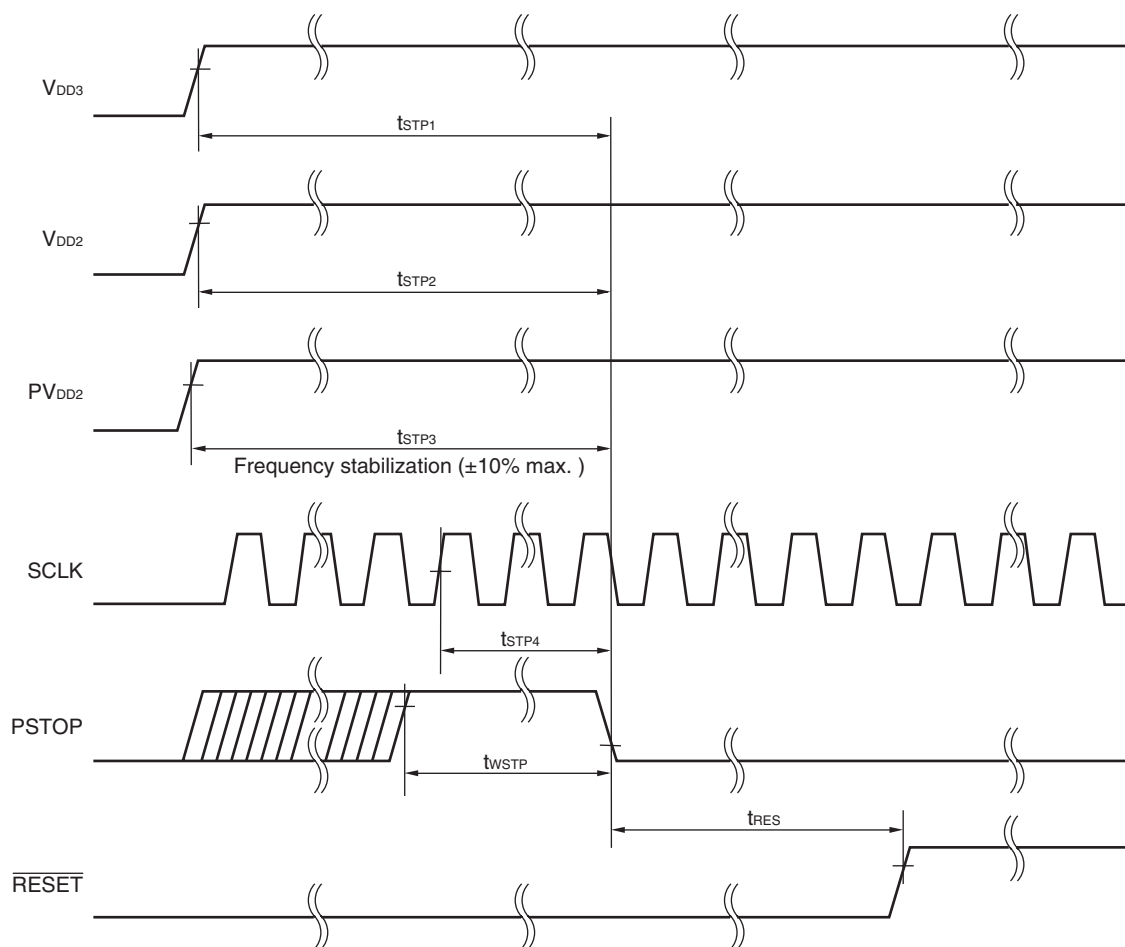 VDD3
tSTP1
VDD2
tSTP2
PVDD2
tSTP3
Frequency stabilization (±10% max. )
SCLK
tSTP4
PSTOP
tWSTP
tRES
RESET